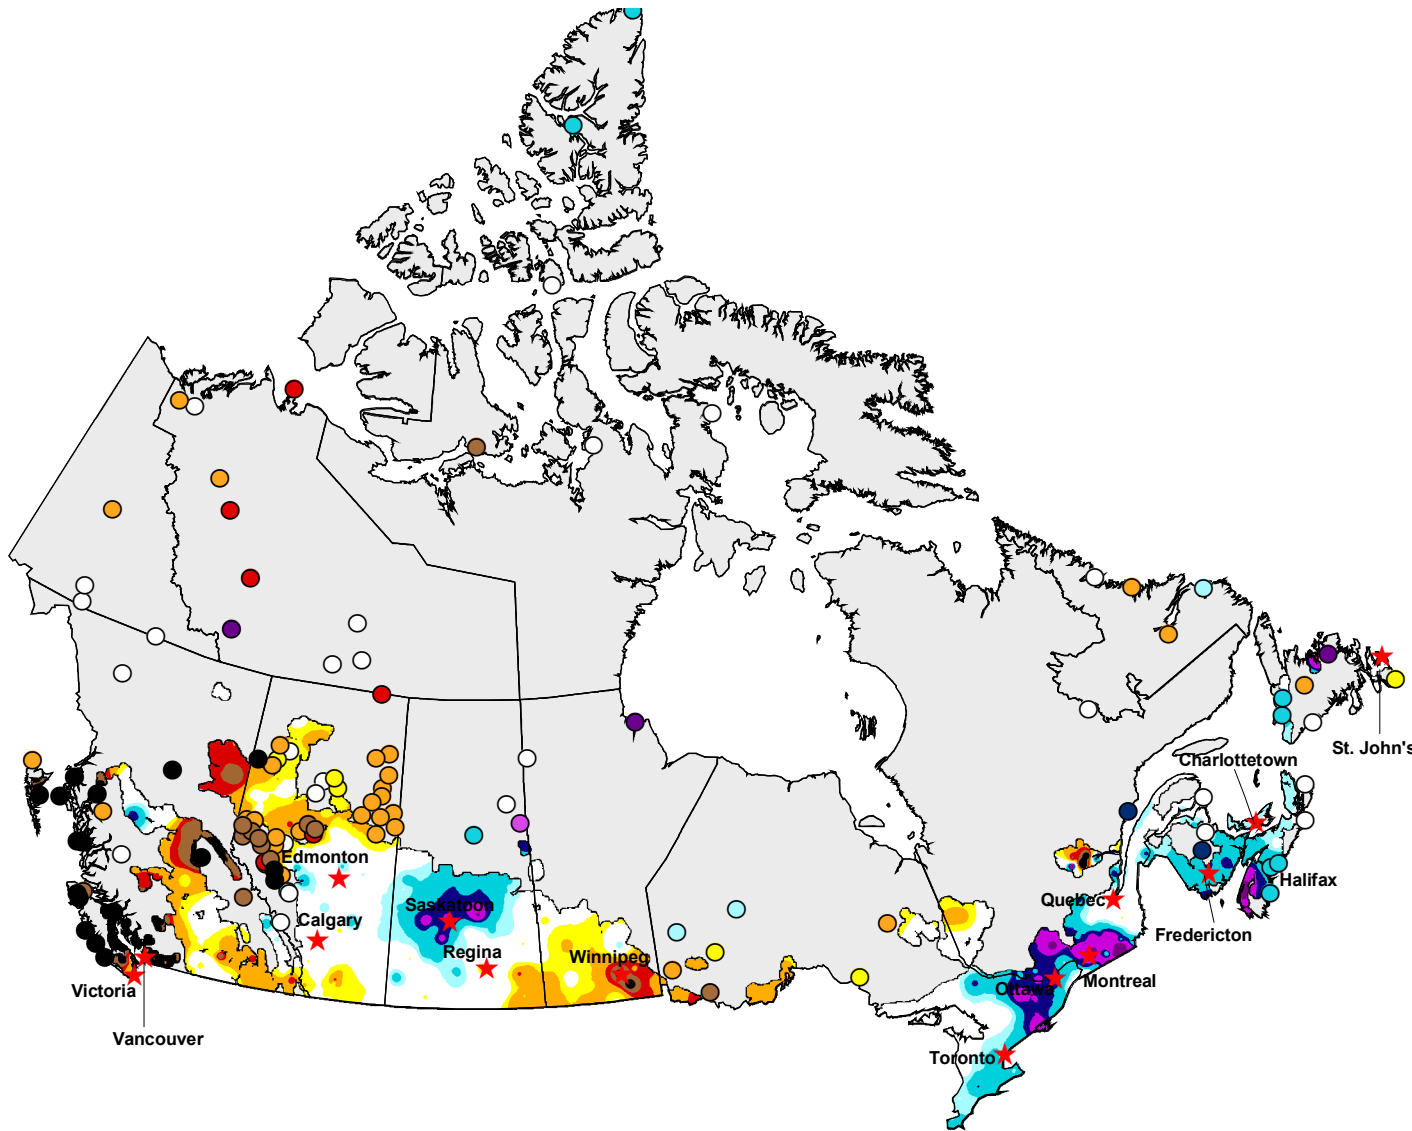 St. John's
Charlottetown
Edmonton
Halifax
Quebec
Saskatoon
Calgary
Fredericton
Regina
Winnipeg
Montreal
Ottawa
Victoria
Vancouver
Toronto